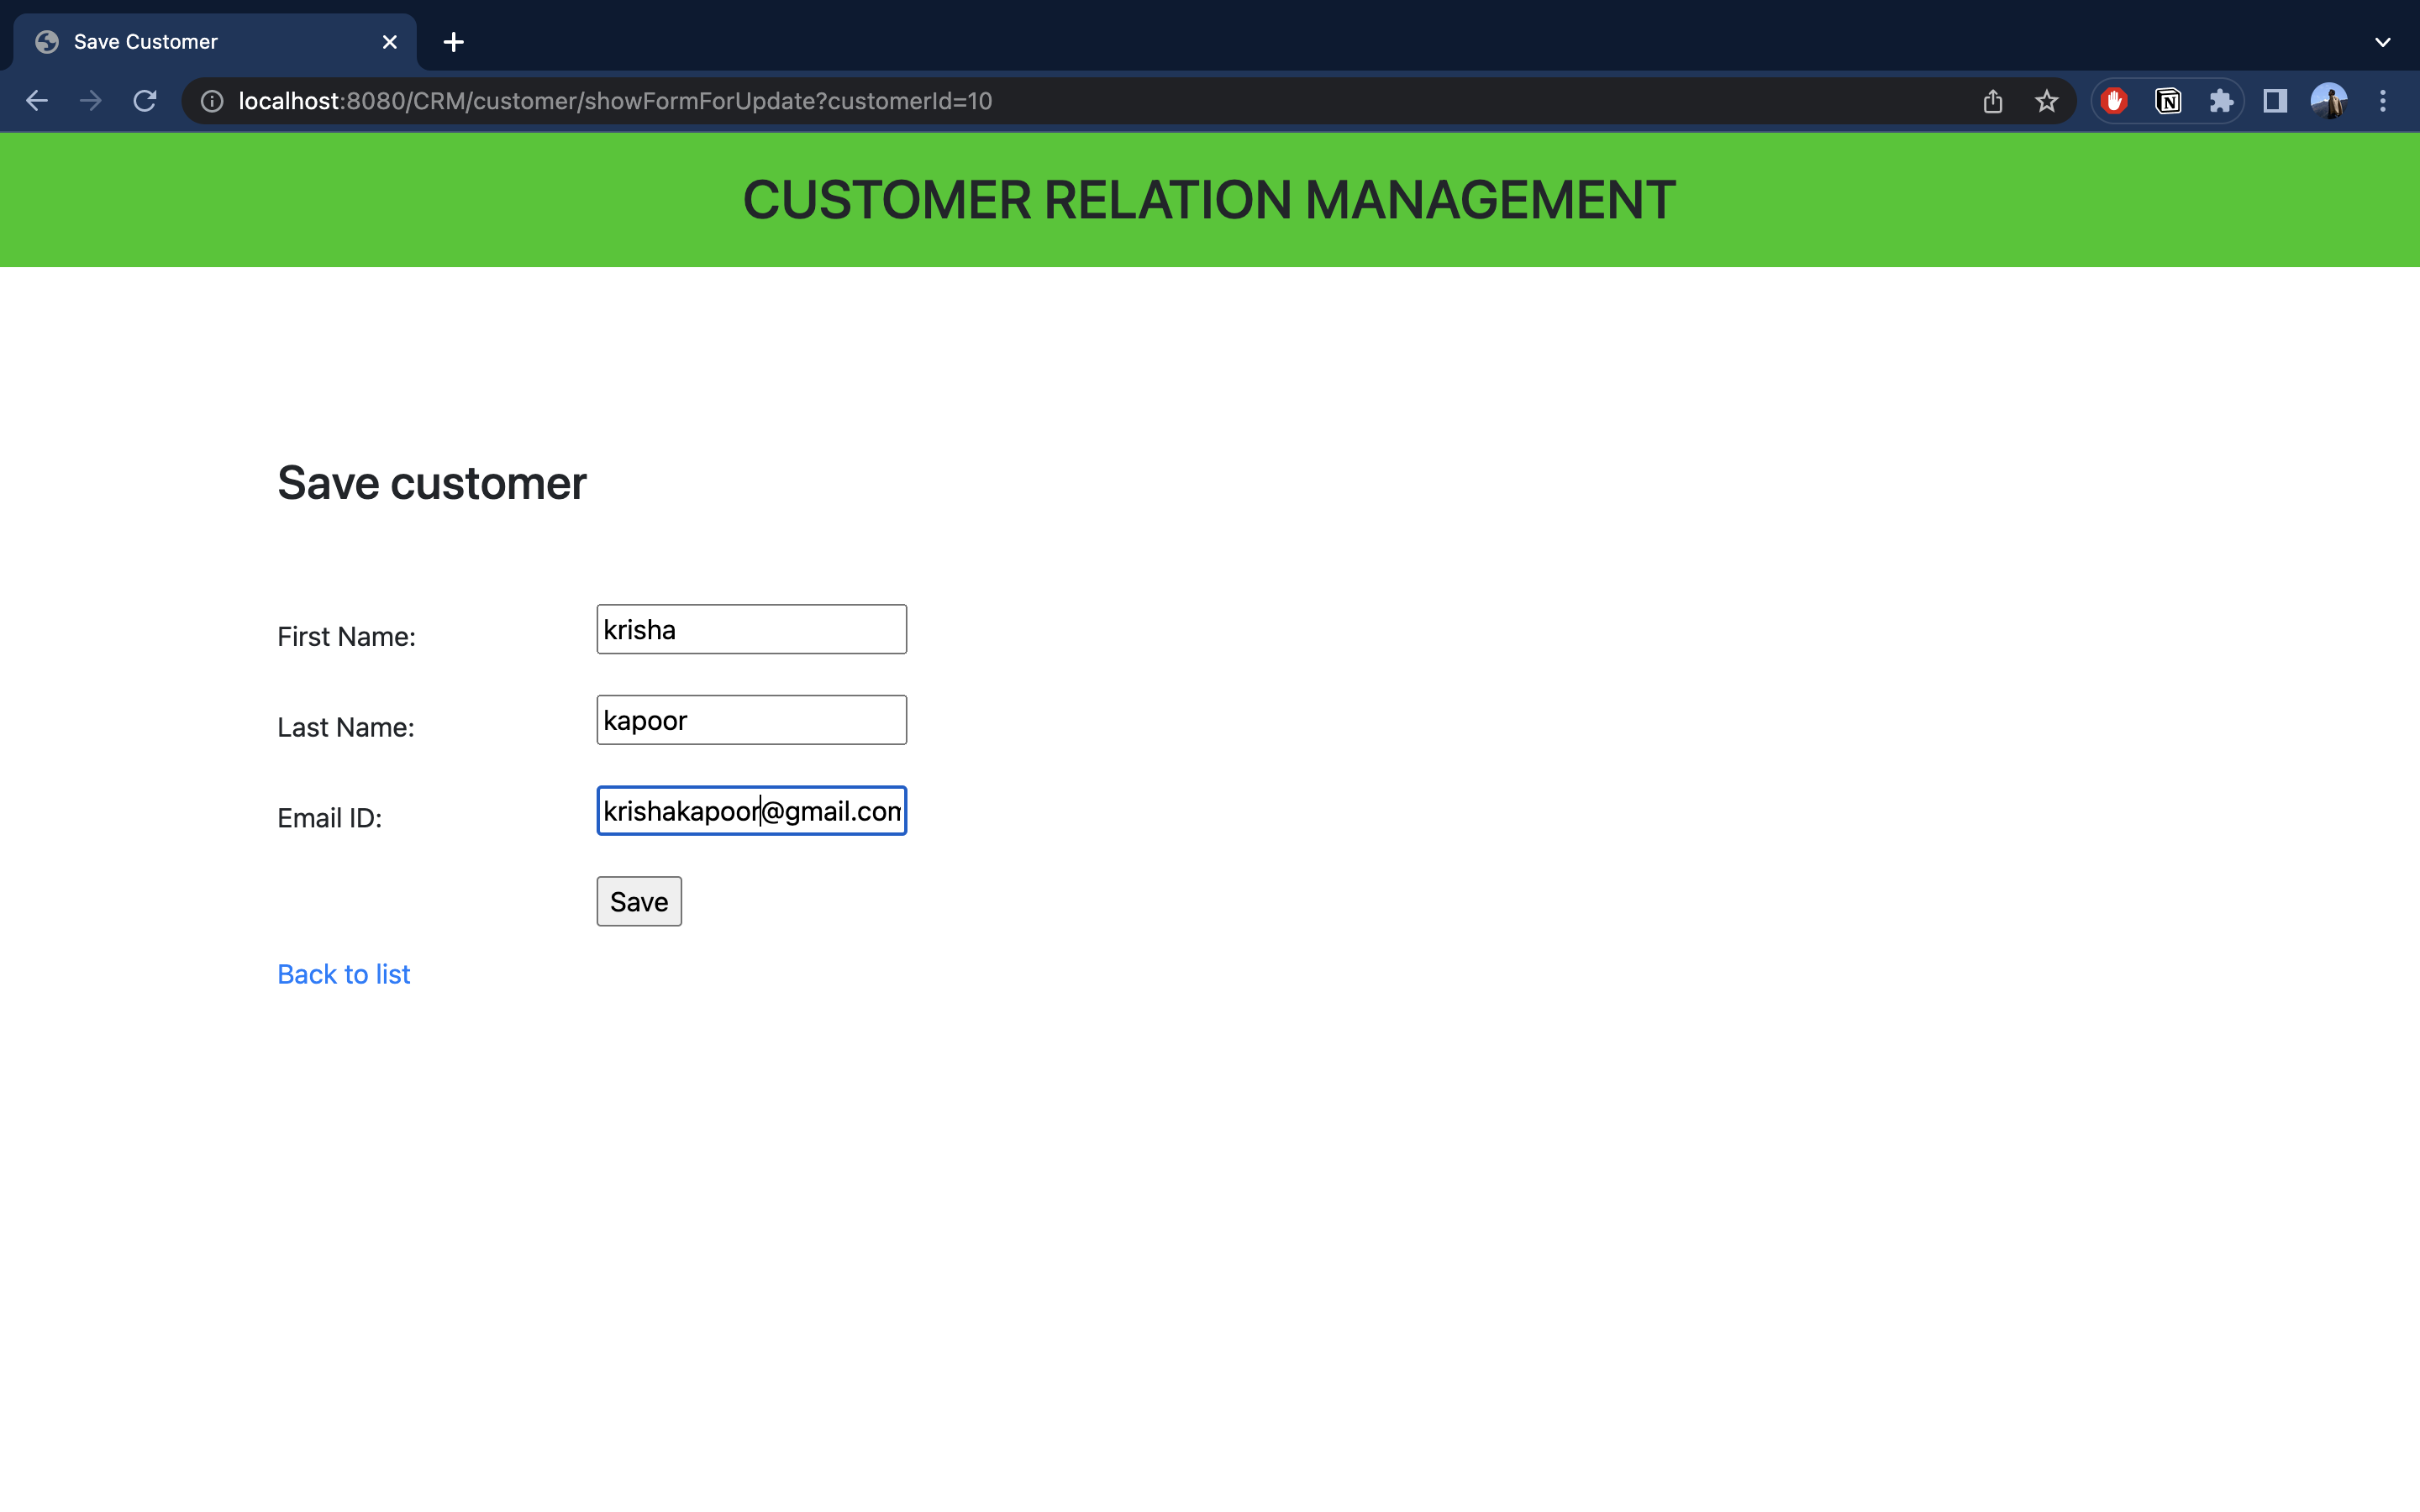 Save Customer
localhost:8080/CRM/customer/showFormForUpdate?customerId=10
CUSTOMER RELATION MANAGEMENT
Save customer
First Name: krisha
Last Name: kapoor
Email ID: krishakapoor@gmail.com
Save
Back to list